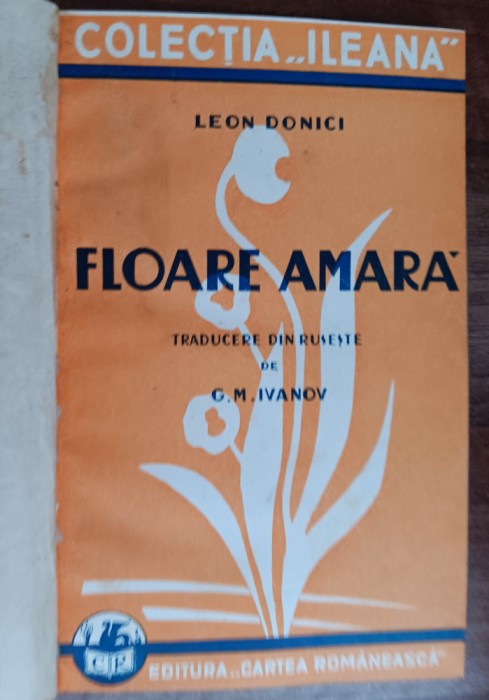 COLECȚIA „ILEANA”
LEON DONICI
FLOARE AMARĂ
TRADUCERE DIN RUSEȘTE
DE
G. M. IVANOV
EDITURA „CARTEA ROMÂNEASCĂ”